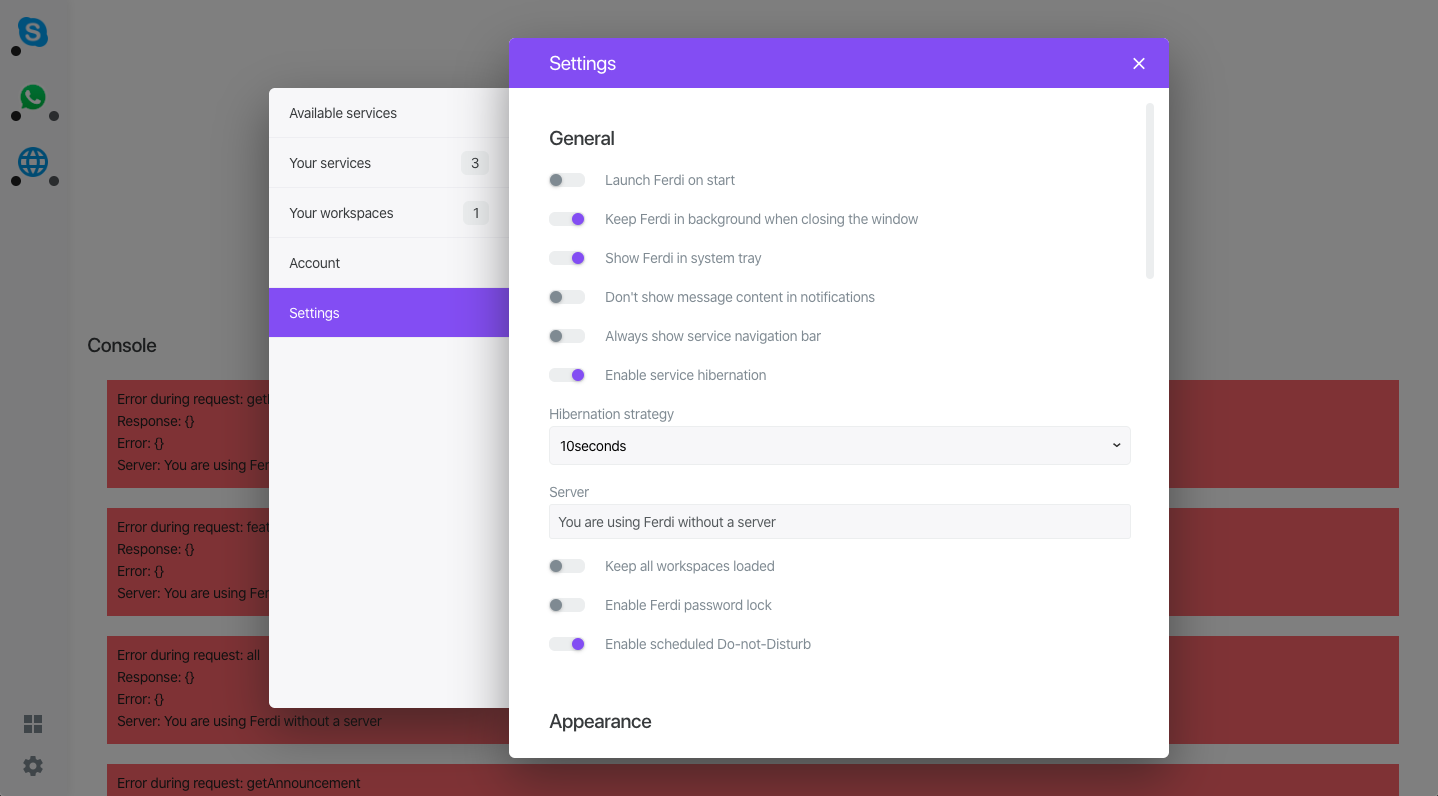 Settings
Available services
Your services 3
Your workspaces 1
Account
Settings
General
Launch Ferdi on start
Keep Ferdi in background when closing the window
Show Ferdi in system tray
Don't show message content in notifications
Always show service navigation bar
Enable service hibernation
Hibernation strategy
10seconds
Server
You are using Ferdi without a server
Keep all workspaces loaded
Enable Ferdi password lock
Enable scheduled Do-not-Disturb
Appearance
Console
Error during request:
Response: {}
Error: {}
Server: You are using
Error during request:
Response: {}
Error: {}
Server: You are using
Error during request: all
Response: {}
Error: {}
Server: You are using Ferdi without a server
Error during request: getAnnouncement